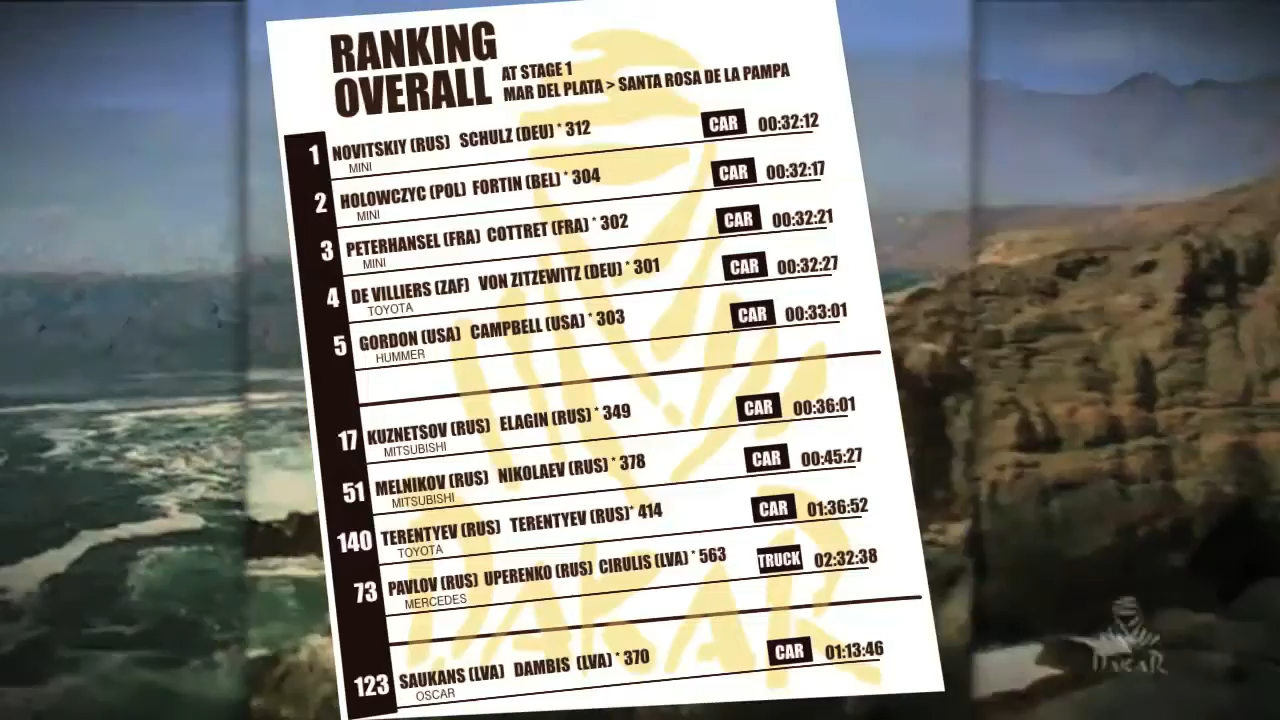 RANKING
OVERALL
AT STAGE 1
MAR DEL PLATA > SANTA ROSA DE LA PAMPA
1 NOVITSKIY (RUS) SCHULZ (DEU) * 312 CAR 00:32:12
MINI
2 HOLOWCZYC (POL) FORTIN (BEL) * 304 CAR 00:32:17
MINI
3 PETERHANSEL (FRA) COTTRET (FRA) * 302 CAR 00:32:21
MINI
4 DE VILLIERS (ZAF) VON ZITZEWITZ (DEU) * 301 CAR 00:32:27
TOYOTA
5 GORDON (USA) CAMPBELL (USA) * 303 CAR 00:33:01
HUMMER
17 KUZNETSOV (RUS) ELAGIN (RUS) * 349 CAR 00:36:01
MITSUBISHI
51 MELNIKOV (RUS) NIKOLAEV (RUS) * 378 CAR 00:45:27
MITSUBISHI
140 TERENTYEV (RUS) TERENTYEV (RUS)* 414 CAR 01:36:52
TOYOTA
73 PAVLOV (RUS) UPERENKO (RUS) CIRULIS (LVA) * 563 TRUCK 02:32:38
MERCEDES
DAKAR
123 SAUKANS (LVA) DAMBIS (LVA) * 370 CAR 01:13:46
OSCAR
DAKAR